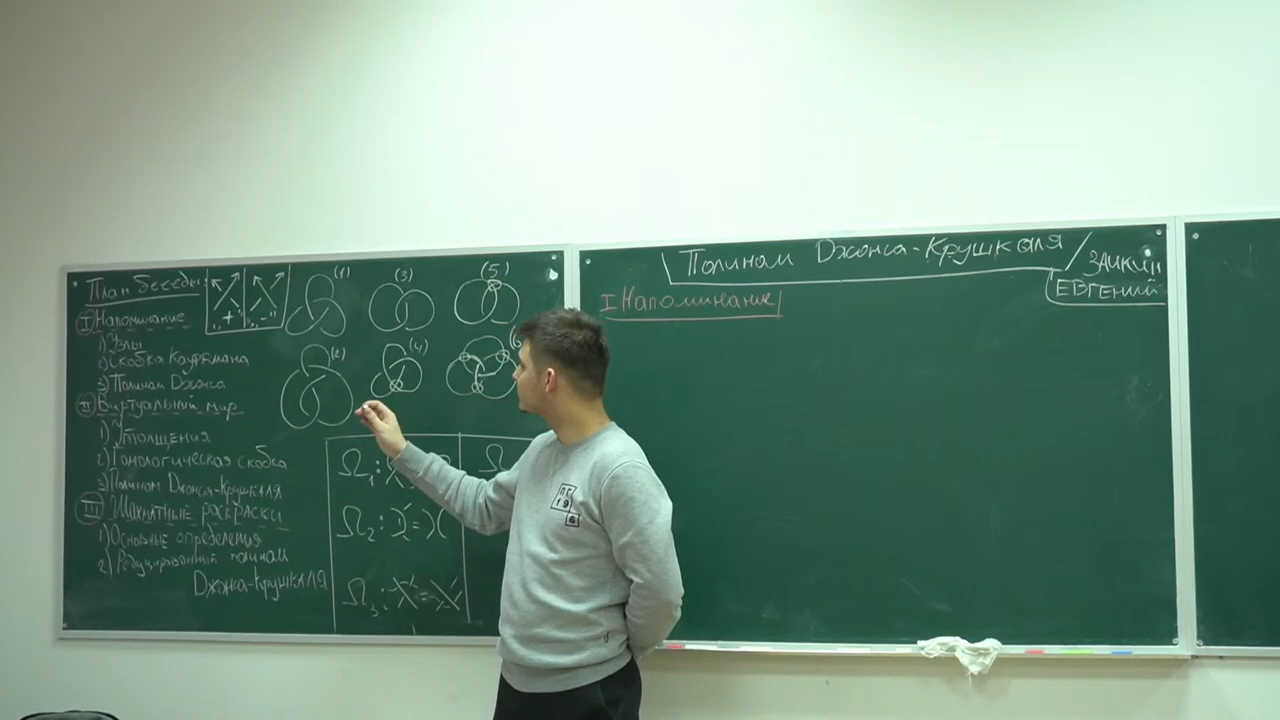 План беседы:
I Напоминание
1) Узлы
2) Скобка Кауфмана
3) Полином Джонса
II Виртуальный мир
1) Утолщения
2) Гомологическая скобка
3) Полином Джонса-Крушкаля
III Шахматные раскраски
1) Основные определения
2) Редуцированный полином
Джонса-Крушкаля
+ -
(1) (3) (5)
(2) (4) (6)
Ω₁:
Ω₂: =
Ω₃: =
Ω
Полином Джонса-Крушкаля / ЗАИКИН
ЕВГЕНИЙ
I Напоминание
ПГ
19
6